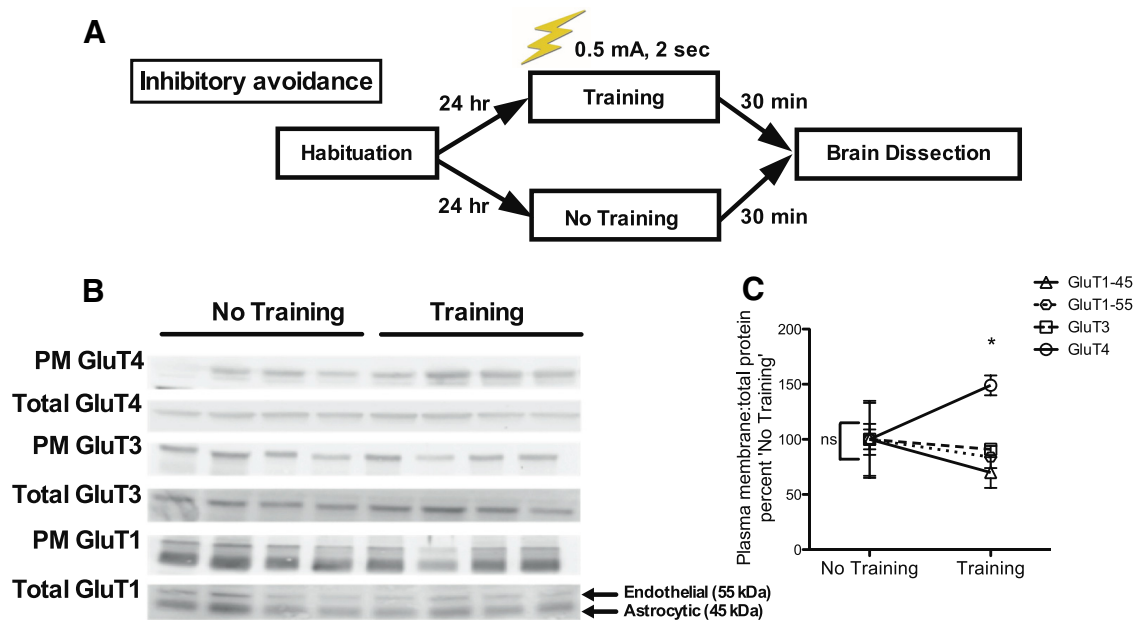 A
0.5 mA, 2 sec
Inhibitory avoidance
24 hr
Training
30 min
Habituation
Brain Dissection
24 hr
No Training
30 min
B
No Training
Training
PM GluT4
Total GluT4
PM GluT3
Total GluT3
PM GluT1
Total GluT1
Endothelial (55 kDa)
Astrocytic (45 kDa)
C
GluT1-45
GluT1-55
GluT3
GluT4
Plasma membrane:total protein
percent 'No Training'
200
150
100
50
0
*
ns
No Training
Training